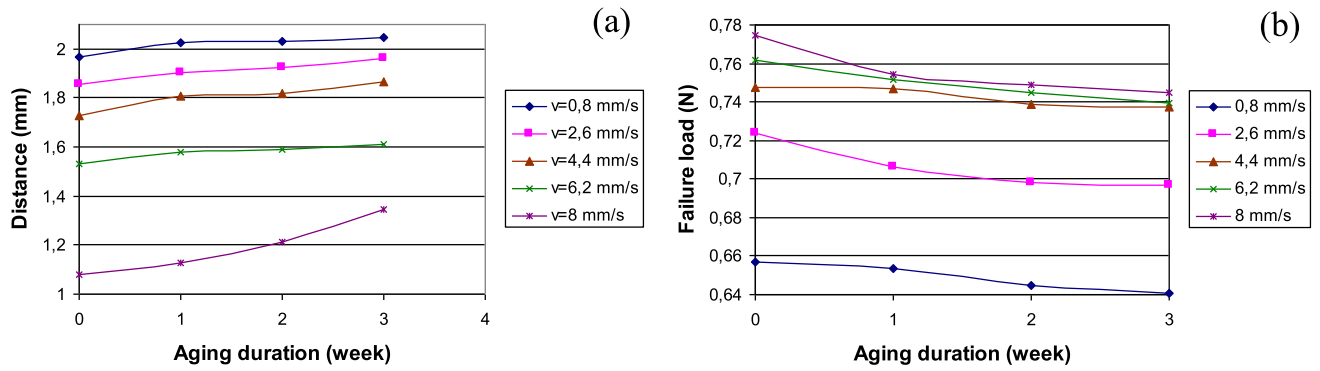 (a)
2
1,8
1,6
1,4
1,2
1
0 1 2 3 4
Distance (mm)
Aging duration (week)
v=0,8 mm/s
v=2,6 mm/s
v=4,4 mm/s
v=6,2 mm/s
v=8 mm/s
(b)
0,78
0,76
0,74
0,72
0,7
0,68
0,66
0,64
0 1 2 3
Failure load (N)
Aging duration (week)
0,8 mm/s
2,6 mm/s
4,4 mm/s
6,2 mm/s
8 mm/s